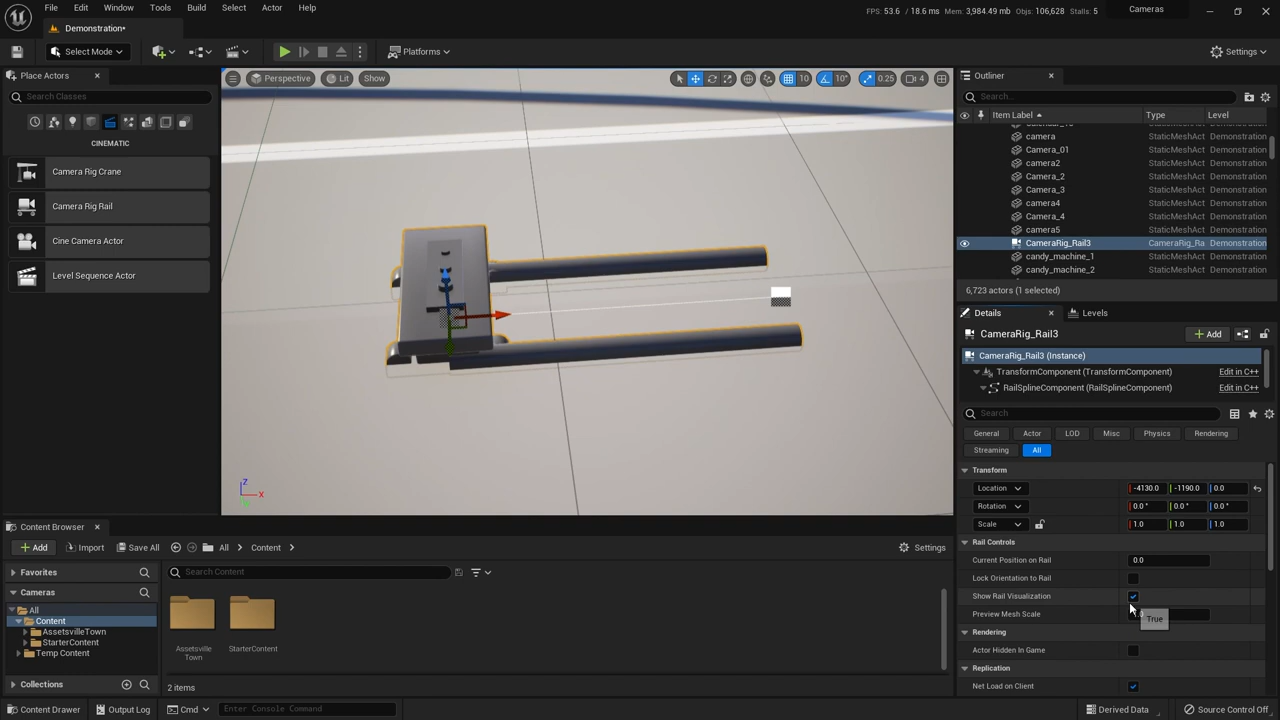 File Edit Window Tools Build Select Actor Help
FPS: 53.6 / 18.6 ms Mem: 3,984.49 mb Objs: 106,628 Stalls: 5
Cameras
Demonstration*
Select Mode
Platforms
Settings
Place Actors
Search Classes
CINEMATIC
Camera Rig Crane
Camera Rig Rail
Cine Camera Actor
Level Sequence Actor
Perspective Lit Show
10 10° 0.25 4
Z
X
Outliner
Search...
Item Label Type Level
camera StaticMeshAct Demonstration
Camera_01 StaticMeshAct Demonstration
camera2 StaticMeshAct Demonstration
Camera_2 StaticMeshAct Demonstration
Camera_3 StaticMeshAct Demonstration
camera4 StaticMeshAct Demonstration
Camera_4 StaticMeshAct Demonstration
camera5 StaticMeshAct Demonstration
CameraRig_Rail3 CameraRig_Ra Demonstration
candy_machine_1 StaticMeshAct Demonstration
candy_machine_2 StaticMeshAct Demonstration
6,723 actors (1 selected)
Details Levels
CameraRig_Rail3 Add
CameraRig_Rail3 (Instance)
TransformComponent (TransformComponent) Edit in C++
RailSplineComponent (RailSplineComponent) Edit in C++
Search
General Actor LOD Misc Physics Rendering
Streaming All
Transform
Location -4130.0 -1190.0 0.0
Rotation 0.0 ° 0.0 ° 0.0 °
Scale 1.0 1.0 1.0
Rail Controls
Current Position on Rail 0.0
Lock Orientation to Rail
Show Rail Visualization
Preview Mesh Scale
True
Rendering
Actor Hidden In Game
Replication
Net Load on Client
Content Browser
Add Import Save All All Content Settings
Favorites
Search Content
Cameras
All
Content
AssetsvilleTown
StarterContent
Temp Content
Assetsville
Town
StarterContent
Collections
2 items
Content Drawer Output Log Cmd Enter Console Command Derived Data Source Control Off